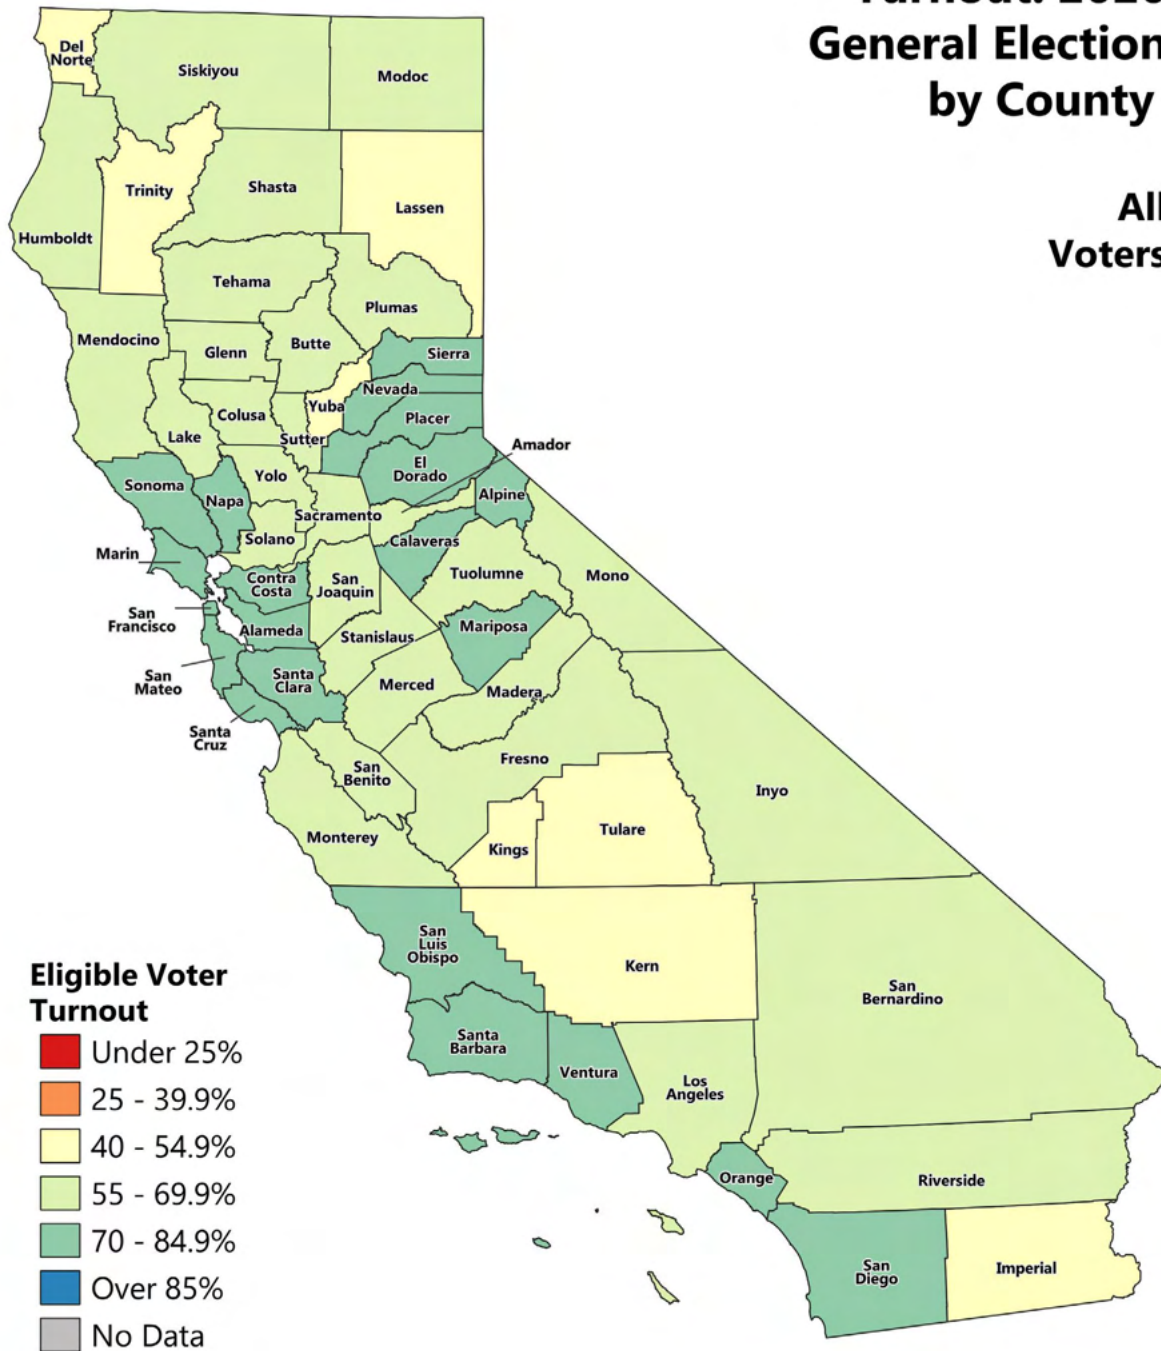 Turnout: 2020
General Election
by County
All
Voters
Del
Norte
Siskiyou
Modoc
Trinity
Shasta
Lassen
Humboldt
Tehama
Plumas
Mendocino
Glenn
Butte
Sierra
Nevada
Yuba
Colusa
Placer
Lake
Sutter
Amador
El
Dorado
Yolo
Sonoma
Napa
Alpine
Sacramento
Solano
Calaveras
Marin
Tuolumne
Mono
Contra
Costa
San
Joaquin
San
Francisco
Alameda
Stanislaus
Mariposa
San
Mateo
Santa
Clara
Merced
Madera
Santa
Cruz
Fresno
San
Benito
Inyo
Monterey
Kings
Tulare
San
Luis
Obispo
Kern
San
Bernardino
Santa
Barbara
Ventura
Los
Angeles
Orange
Riverside
San
Diego
Imperial
Eligible Voter
Turnout
Under 25%
25 - 39.9%
40 - 54.9%
55 - 69.9%
70 - 84.9%
Over 85%
No Data